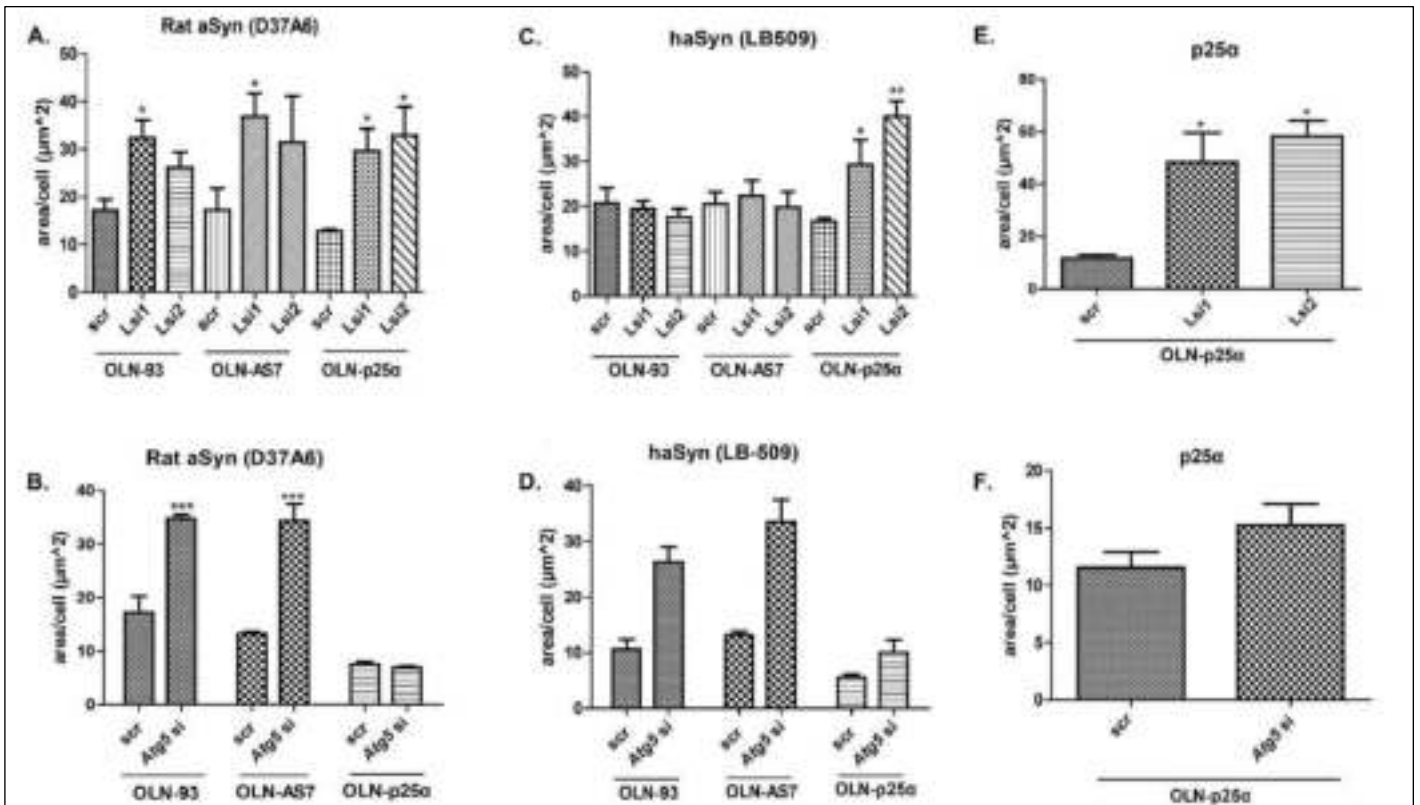 A.
Rat aSyn (D37A6)
area/cell (µm^2)
50
40
30
20
10
0
*
*
*
*
scr
Lsi1
Lsi2
scr
Lsi1
Lsi2
scr
Lsi1
Lsi2
OLN-93
OLN-AS7
OLN-p25α
C.
haSyn (LB509)
area/cell (µm^2)
50
40
30
20
10
0
*
**
scr
Lsi1
Lsi2
scr
Lsi1
Lsi2
scr
Lsi1
Lsi2
OLN-93
OLN-AS7
OLN-p25α
E.
p25α
area/cell (µm^2)
80
60
40
20
0
*
*
scr
Lsi1
Lsi2
OLN-p25α
B.
Rat aSyn (D37A6)
area/cell (µm^2)
40
30
20
10
0
***
***
scr
Atg5 si
scr
Atg5 si
scr
Atg5 si
OLN-93
OLN-AS7
OLN-p25α
D.
haSyn (LB-509)
area/cell (µm^2)
40
30
20
10
0
scr
Atg5 si
scr
Atg5 si
scr
Atg5 si
OLN-93
OLN-AS7
OLN-p25α
F.
p25α
area/cell (µm^2)
20
15
10
5
0
scr
Atg5 si
OLN-p25α